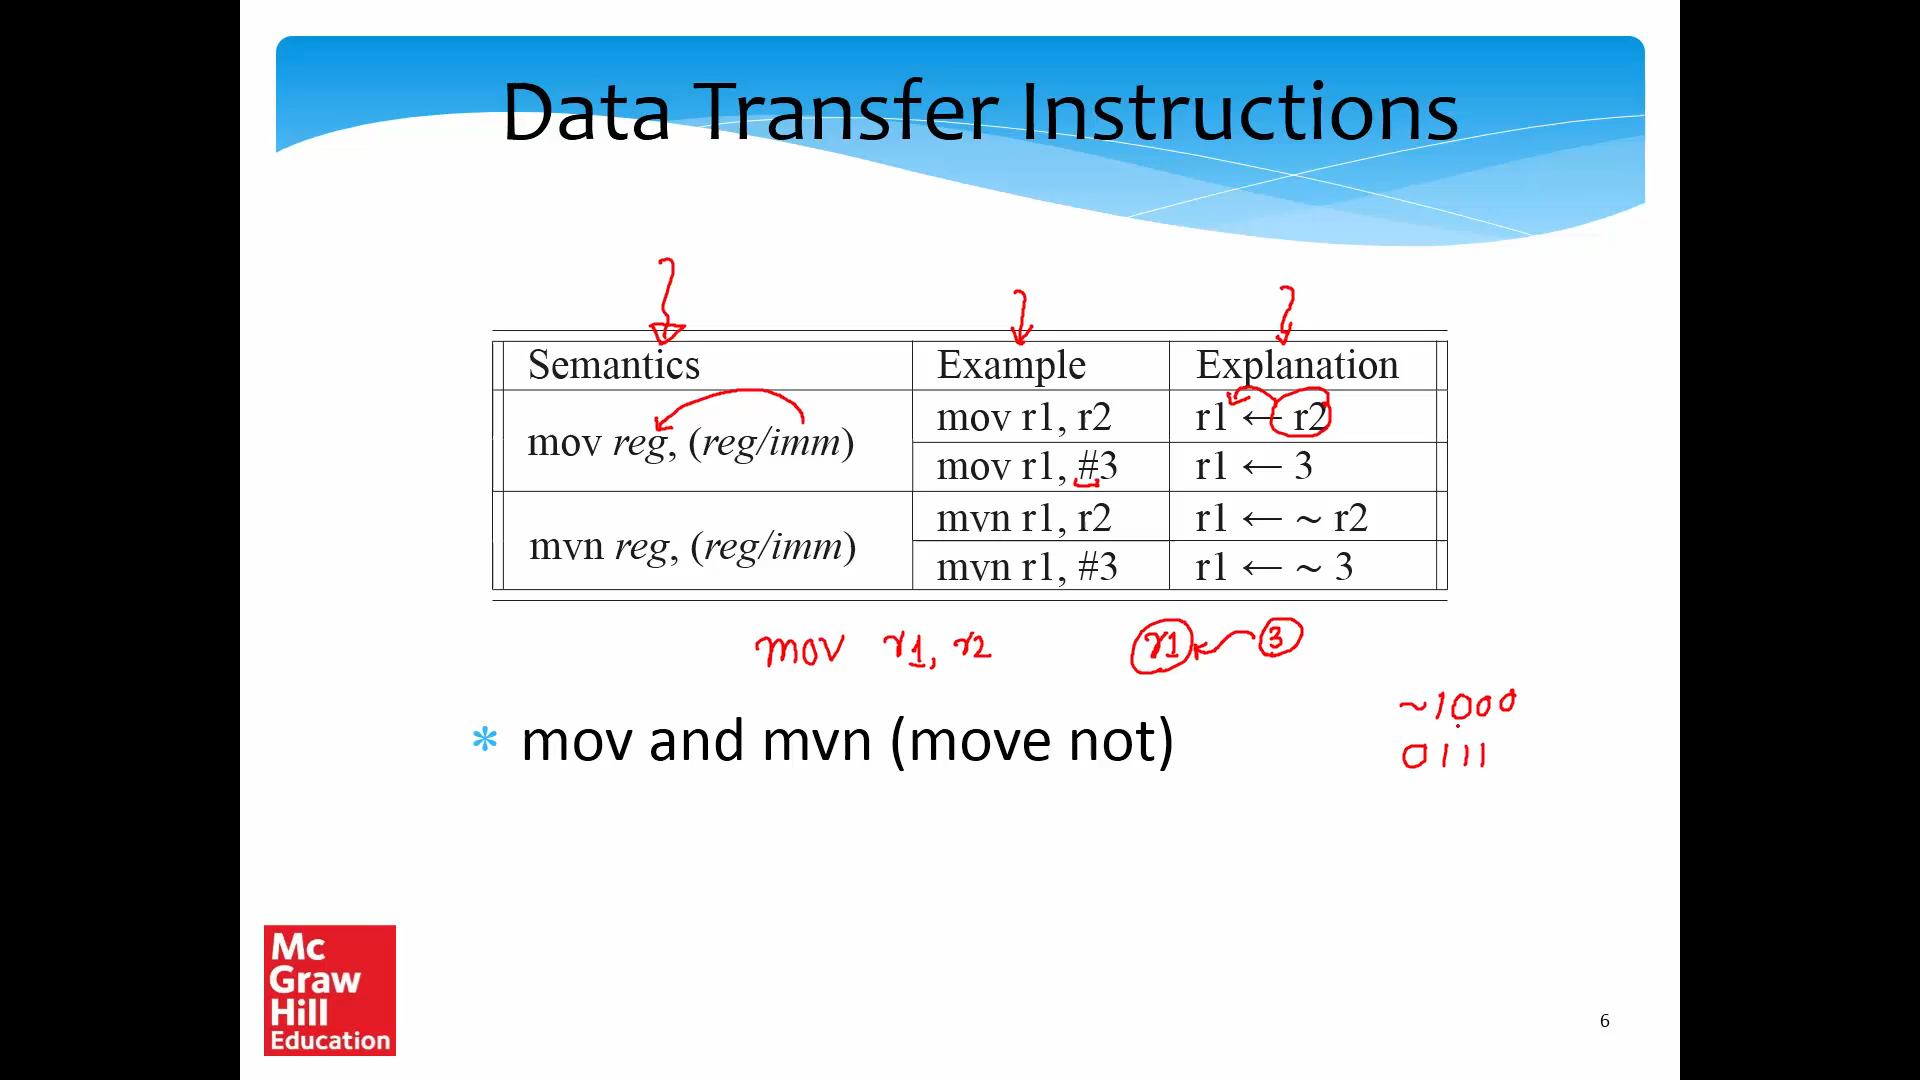 Data Transfer Instructions
Semantics Example Explanation
mov reg, (reg/imm)
mov r1, r2 r1 ← r2
mov r1, #3 r1 ← 3
mvn reg, (reg/imm)
mvn r1, r2 r1 ← ~ r2
mvn r1, #3 r1 ← ~ 3
mov r1, r2 r1 ← 3
~1000
0111
* mov and mvn (move not)
Mc
Graw
Hill
Education
6